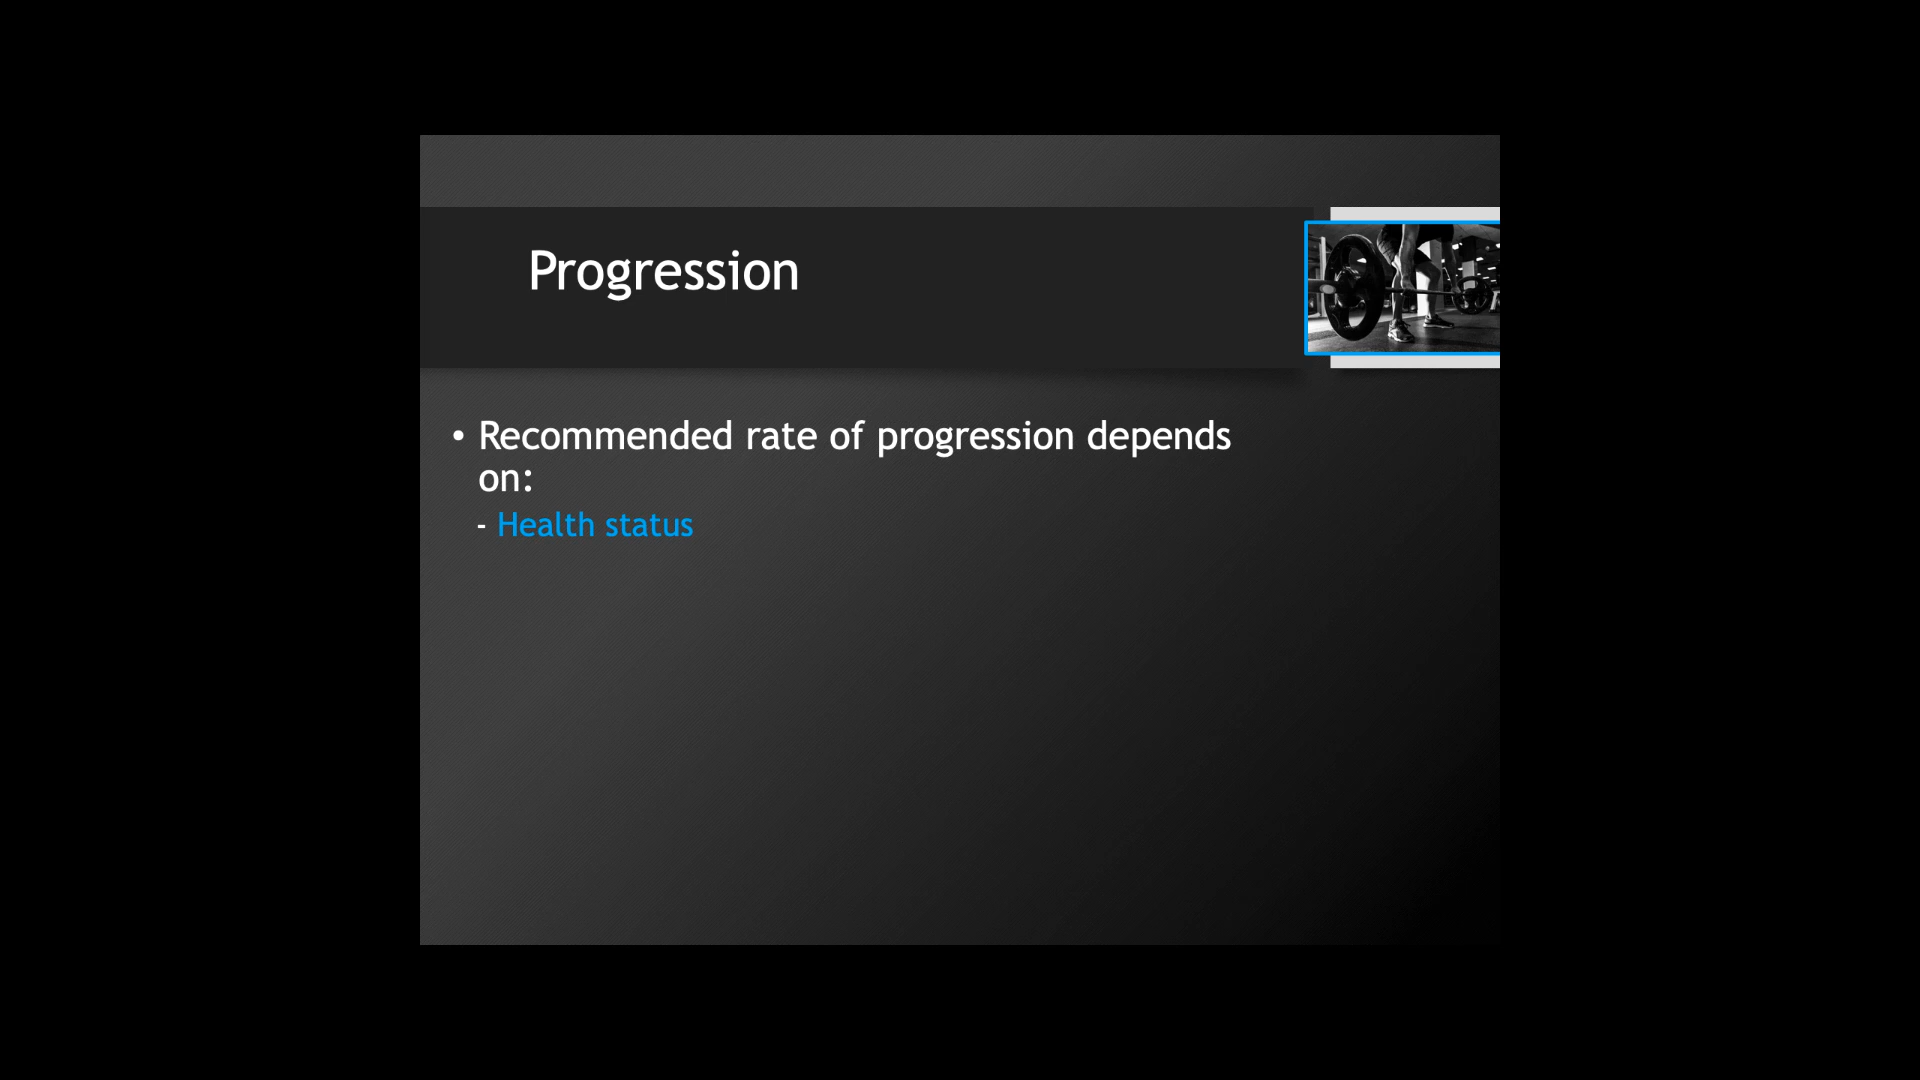 Progression
• Recommended rate of progression depends
on:
- Health status